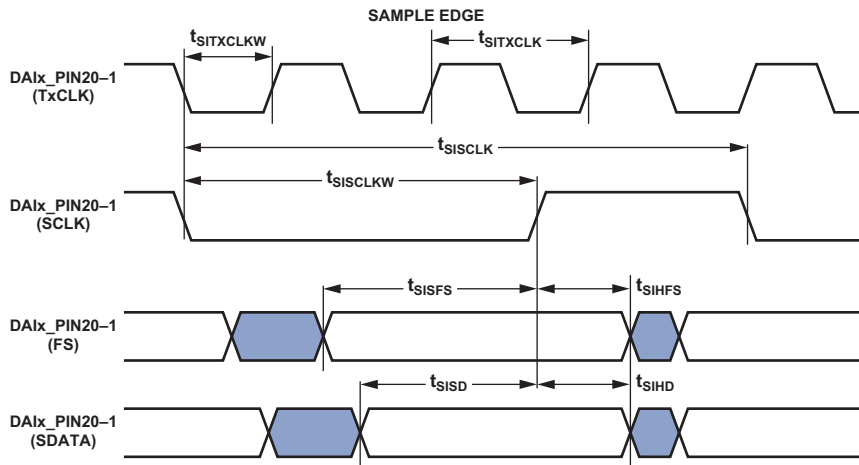 SAMPLE EDGE
tSITXCLKW
tSITXCLK
DAIx_PIN20–1
(TxCLK)
tSISCLK
tSISCLKW
DAIx_PIN20–1
(SCLK)
tSISFS
tSIHFS
DAIx_PIN20–1
(FS)
tSISD
tSIHD
DAIx_PIN20–1
(SDATA)